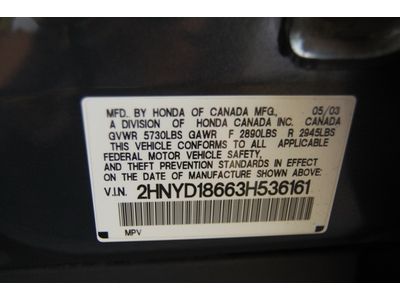 MFD. BY HONDA OF CANADA MFG., 05/03
A DIVISION OF HONDA CANADA INC. CANADA
GVWR 5730LBS GAWR F 2890LBS R 2945LBS
THIS VEHICLE CONFORMS TO ALL APPLICABLE
FEDERAL MOTOR VEHICLE SAFETY
AND THEFT PREVENTION STANDARDS IN EFFECT
ON THE DATE OF MANUFACTURE SHOWN ABOVE.
V.I.N. 2HNYD18663H536161
MPV